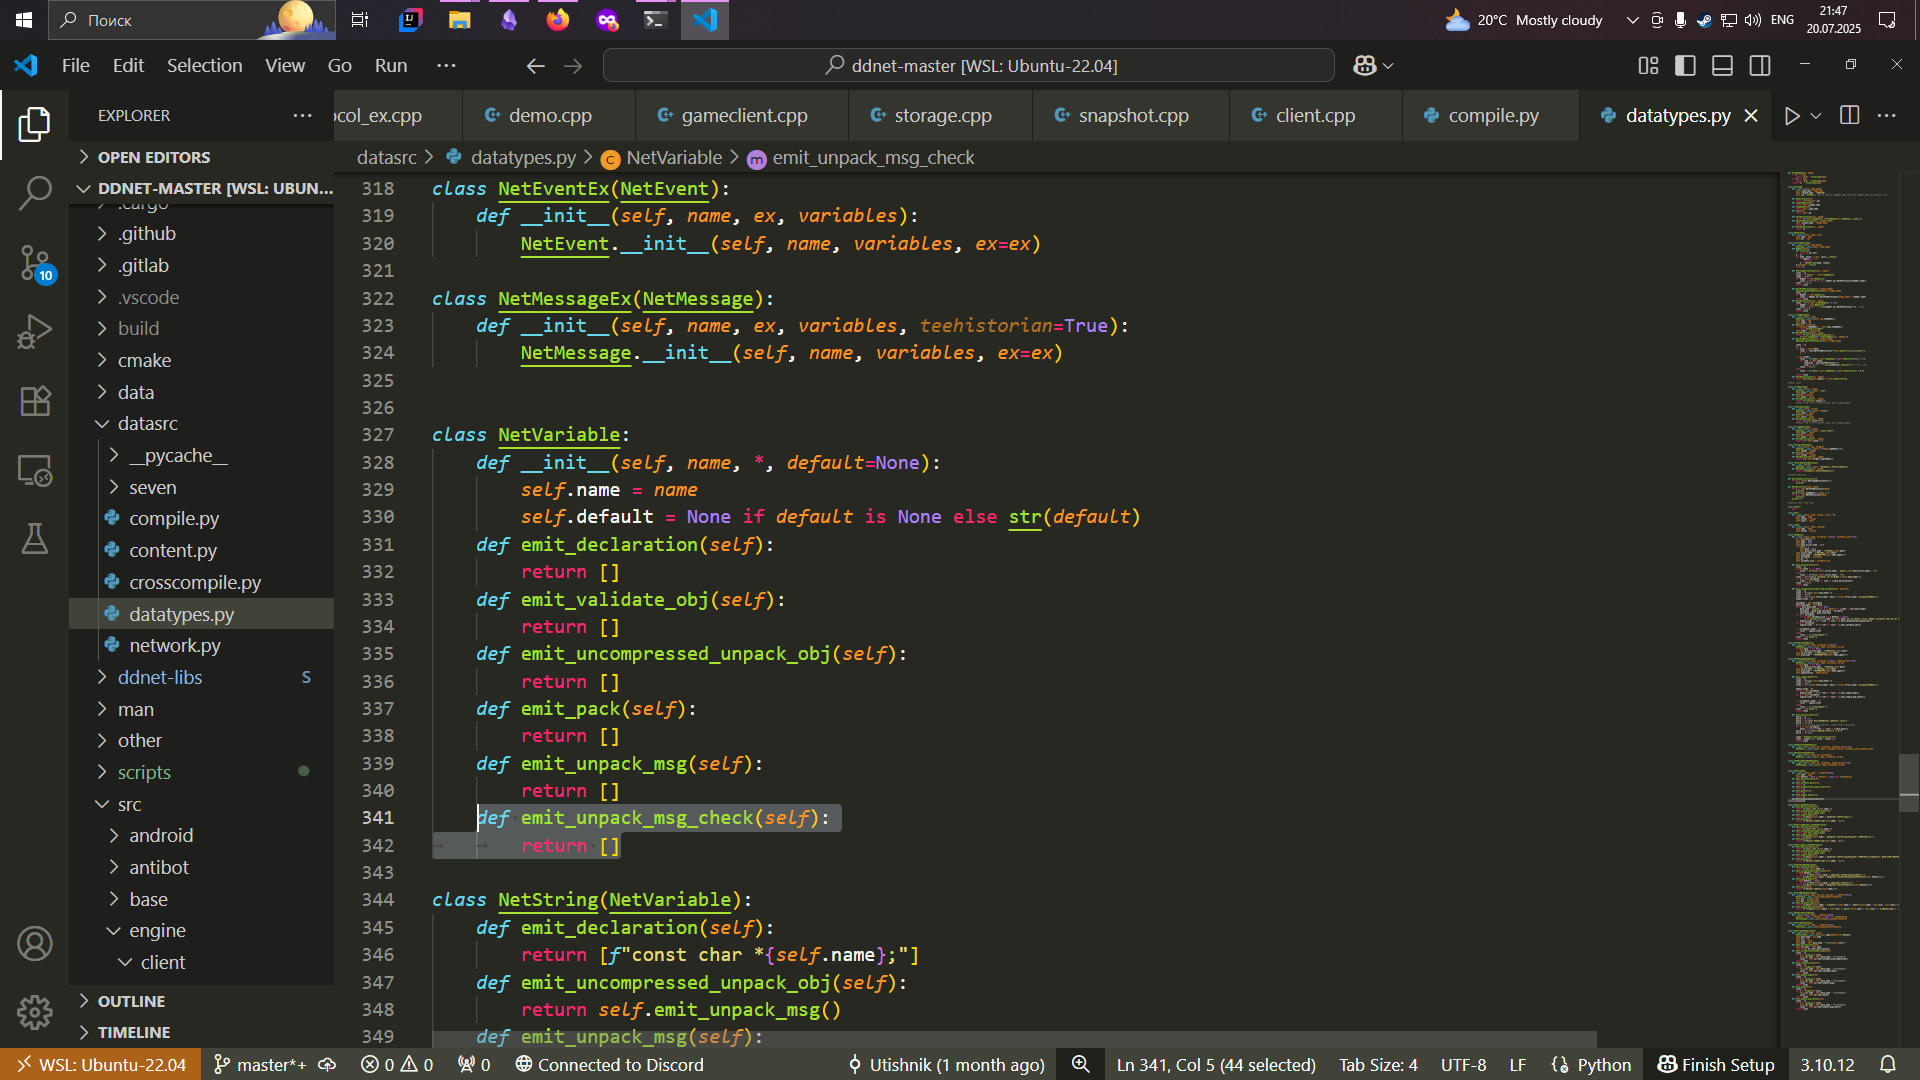 Поиск
20°C Mostly cloudy
ENG
21:47
20.07.2025
File Edit Selection View Go Run ···
ddnet-master [WSL: Ubuntu-22.04]
EXPLORER
ocol_ex.cpp
demo.cpp
gameclient.cpp
storage.cpp
snapshot.cpp
client.cpp
compile.py
datatypes.py
OPEN EDITORS
DDNET-MASTER [WSL: UBUN...
.cargo
.github
.gitlab
.vscode
build
cmake
data
datasrc
__pycache__
seven
compile.py
content.py
crosscompile.py
datatypes.py
network.py
ddnet-libs S
man
other
scripts
src
android
antibot
base
engine
client
OUTLINE
TIMELINE
10
datasrc > datatypes.py > NetVariable > emit_unpack_msg_check
318 class NetEventEx(NetEvent):
319 def __init__(self, name, ex, variables):
320 NetEvent.__init__(self, name, variables, ex=ex)
321
322 class NetMessageEx(NetMessage):
323 def __init__(self, name, ex, variables, teehistorian=True):
324 NetMessage.__init__(self, name, variables, ex=ex)
325
326
327 class NetVariable:
328 def __init__(self, name, *, default=None):
329 self.name = name
330 self.default = None if default is None else str(default)
331 def emit_declaration(self):
332 return []
333 def emit_validate_obj(self):
334 return []
335 def emit_uncompressed_unpack_obj(self):
336 return []
337 def emit_pack(self):
338 return []
339 def emit_unpack_msg(self):
340 return []
341 def emit_unpack_msg_check(self):
342 return []
343
344 class NetString(NetVariable):
345 def emit_declaration(self):
346 return [f"const char *{self.name};"]
347 def emit_uncompressed_unpack_obj(self):
348 return self.emit_unpack_msg()
349 def emit_unpack_msg(self):
WSL: Ubuntu-22.04
master*+
0 0
0
Connected to Discord
Utishnik (1 month ago)
Ln 341, Col 5 (44 selected)
Tab Size: 4
UTF-8
LF
Python
Finish Setup
3.10.12